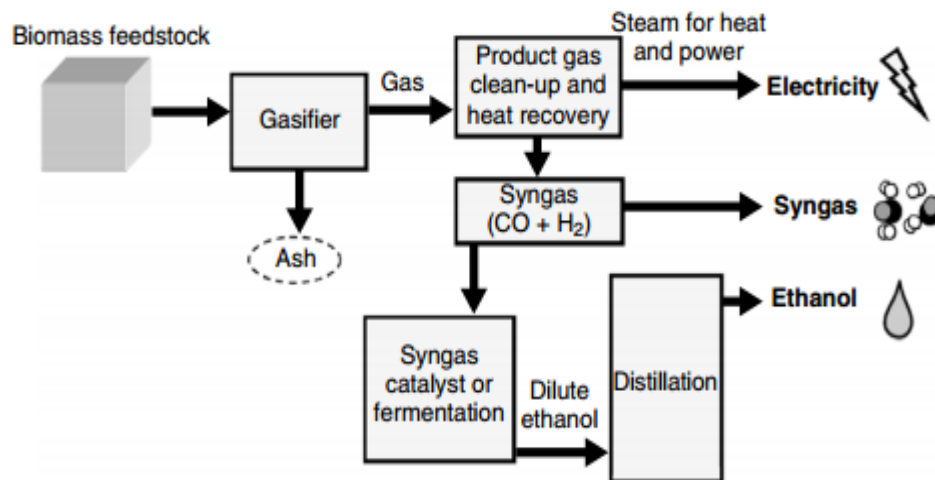 Biomass feedstock
Gasifier
Gas
Ash
Product gas
clean-up and
heat recovery
Steam for heat
and power
Electricity
Syngas
(CO + H₂)
Syngas
Syngas
catalyst or
fermentation
Dilute
ethanol
Distillation
Ethanol